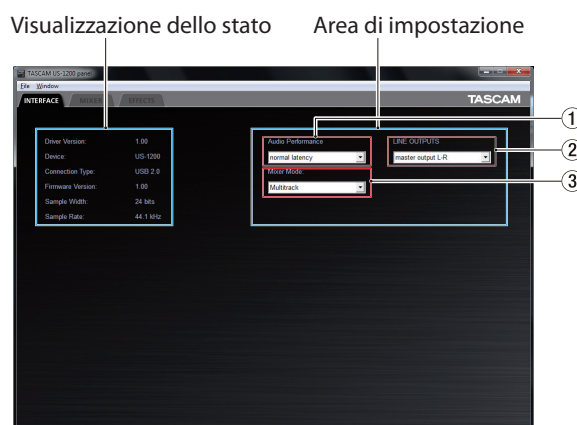 Visualizzazione dello stato
Area di impostazione
TASCAM US-1200 panel
File Window
INTERFACE MIXER EFFECTS
TASCAM
Driver Version: 1.00
Device: US-1200
Connection Type: USB 2.0
Firmware Version: 1.00
Sample Width: 24 bits
Sample Rate: 44.1 kHz
Audio Performance
normal latency
LINE OUTPUTS
master output L-R
Mixer Mode:
Multitrack
1
2
3